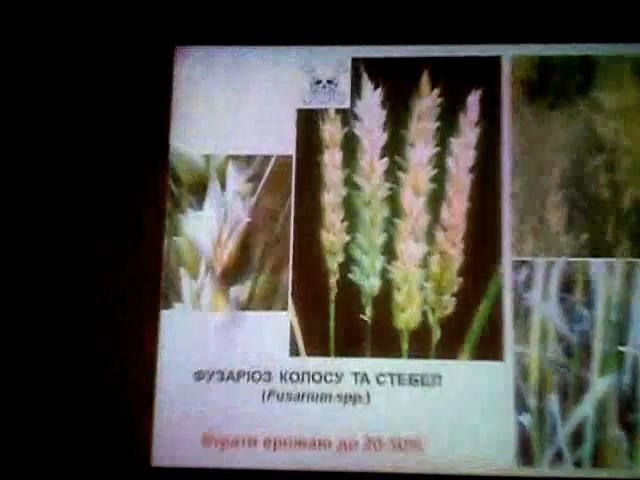 ФУЗАРІОЗ КОЛОСУ ТА СТЕБЕЛ
(Fusarium spp.)
Втрати врожаю до 20-50%